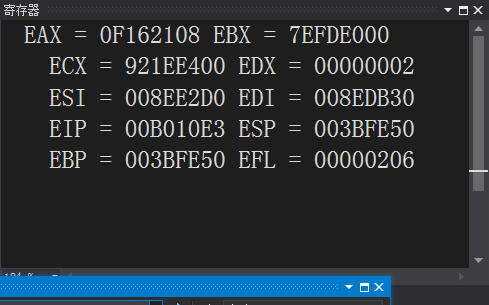 寄存器
EAX = 0F162108 EBX = 7EFDE000
ECX = 921EE400 EDX = 00000002
ESI = 008EE2D0 EDI = 008EDB30
EIP = 00B010E3 ESP = 003BFE50
EBP = 003BFE50 EFL = 00000206